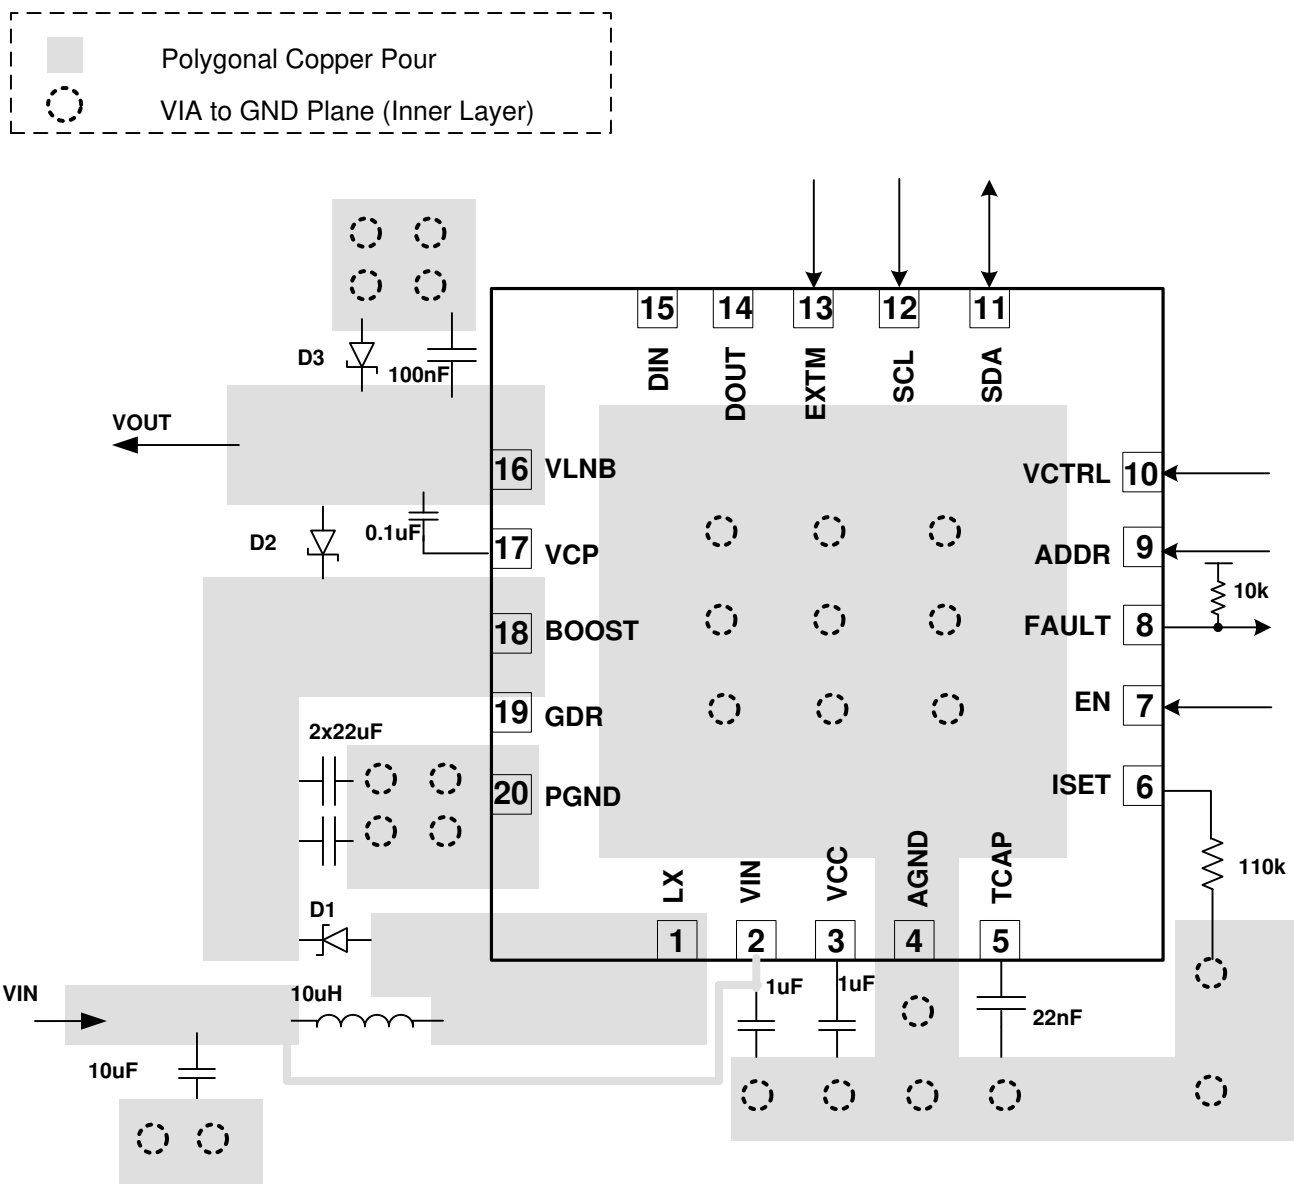 Polygonal Copper Pour
VIA to GND Plane (Inner Layer)
15
14
13
12
11
DIN
DOUT
EXTM
SCL
SDA
D3
100nF
VOUT
16 VLNB
VCTRL 10
D2
0.1uF
17 VCP
ADDR 9
10k
18 BOOST
FAULT 8
19 GDR
EN 7
2x22uF
20 PGND
ISET 6
LX
VIN
VCC
AGND
TCAP
110k
D1
1
2
3
4
5
VIN
10uH
1uF
1uF
22nF
10uF